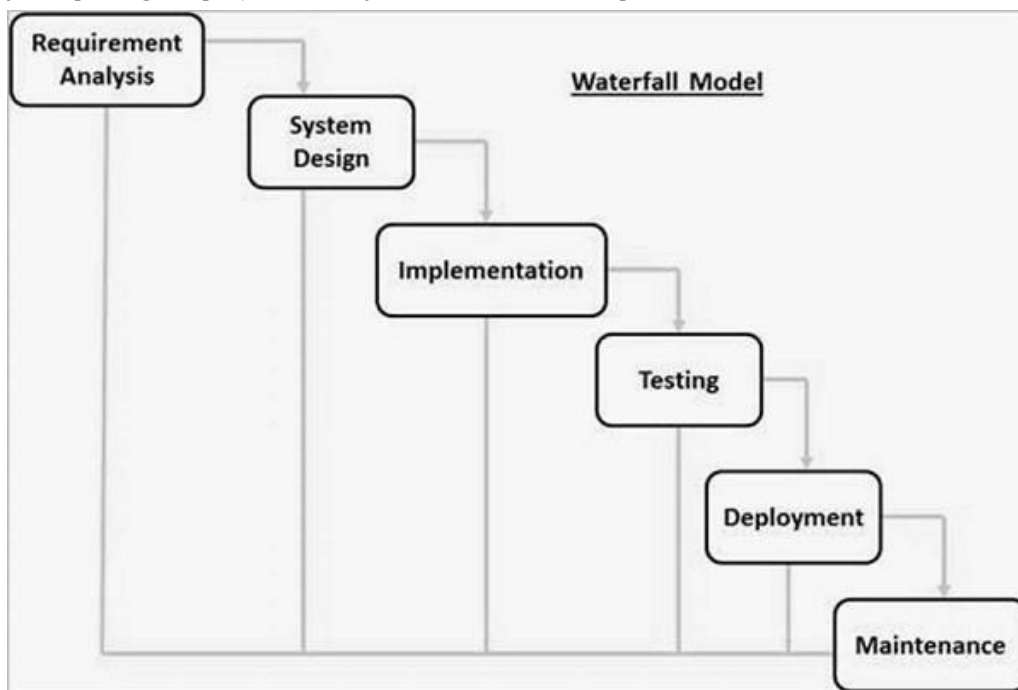 Requirement
Analysis
Waterfall Model
System
Design
Implementation
Testing
Deployment
Maintenance